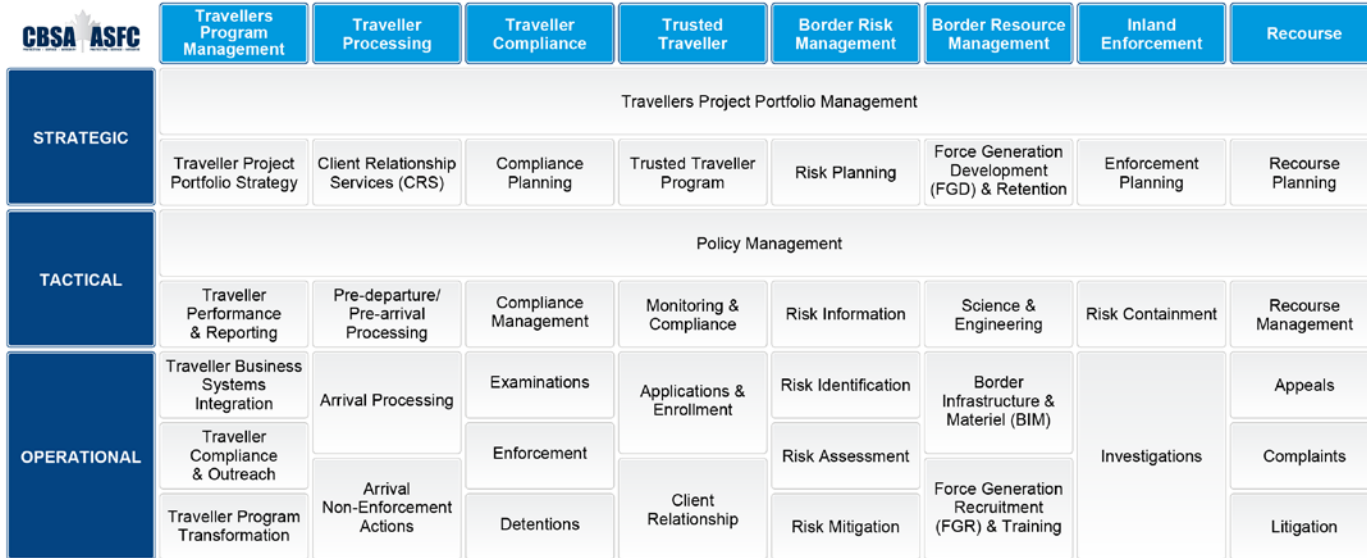 CBSA ASFC
Travellers
Program
Management
Traveller
Processing
Traveller
Compliance
Trusted
Traveller
Border Risk
Management
Border Resource
Management
Inland
Enforcement
Recourse
STRATEGIC
Travellers Project Portfolio Management
Traveller Project
Portfolio Strategy
Client Relationship
Services (CRS)
Compliance
Planning
Trusted Traveller
Program
Risk Planning
Force Generation
Development
(FGD) & Retention
Enforcement
Planning
Recourse
Planning
TACTICAL
Policy Management
Traveller
Performance
& Reporting
Pre-departure/
Pre-arrival
Processing
Compliance
Management
Monitoring &
Compliance
Risk Information
Science &
Engineering
Risk Containment
Recourse
Management
OPERATIONAL
Traveller Business
Systems
Integration
Traveller
Compliance
& Outreach
Traveller Program
Transformation
Arrival Processing
Arrival
Non-Enforcement
Actions
Examinations
Enforcement
Detentions
Applications &
Enrollment
Client
Relationship
Risk Identification
Risk Assessment
Risk Mitigation
Border
Infrastructure &
Materiel (BIM)
Force Generation
Recruitment
(FGR) & Training
Investigations
Appeals
Complaints
Litigation